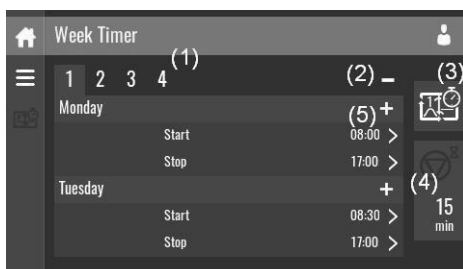 Week Timer
(1)
1 2 3 4 (2) − (3)
Monday (5) +
Start 08:00 >
Stop 17:00 >
Tuesday + (4)
Start 08:30 >
Stop 17:00 >
15
min